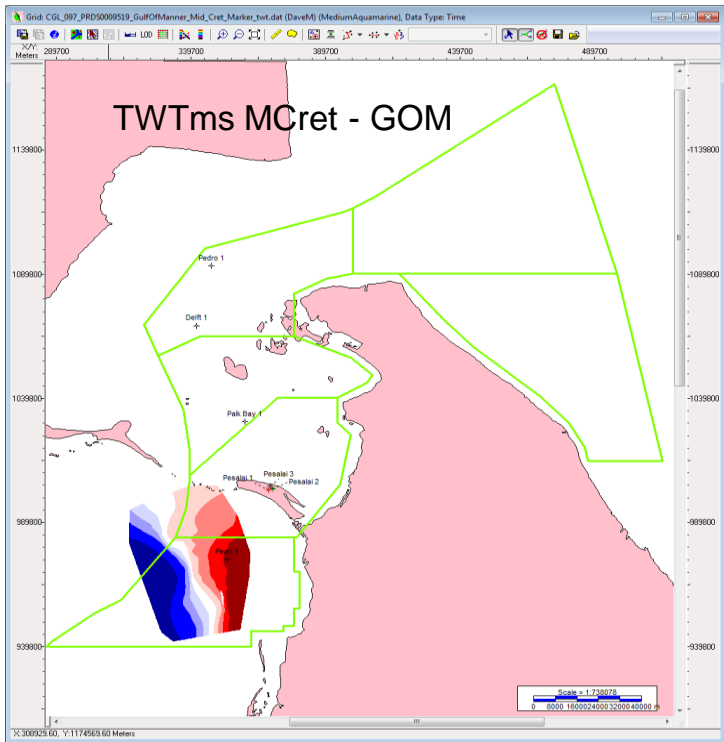 Grid: CGL_097_PRDS0009519_GulfOfManner_Mid_Cret_Marker_twt.dat (DaveM) (MediumAquamarine), Data Type: Time
LOD
X/Y:
Meters
289700 339700 389700 439700 489700
TWTms MCret - GOM
1139800 1139800
Pedro 1
1089800 1089800
Delft 1
1039800 1039800
Palk Bay 1
Pesalai 3
Pesalai 1 Pesalai 2
989800 989800
Pearl 1
939800 939800
Scale = 1:738078
0 8000 16000 24000 32000 40000 m
X:308929.60, Y:1174569.60 Meters